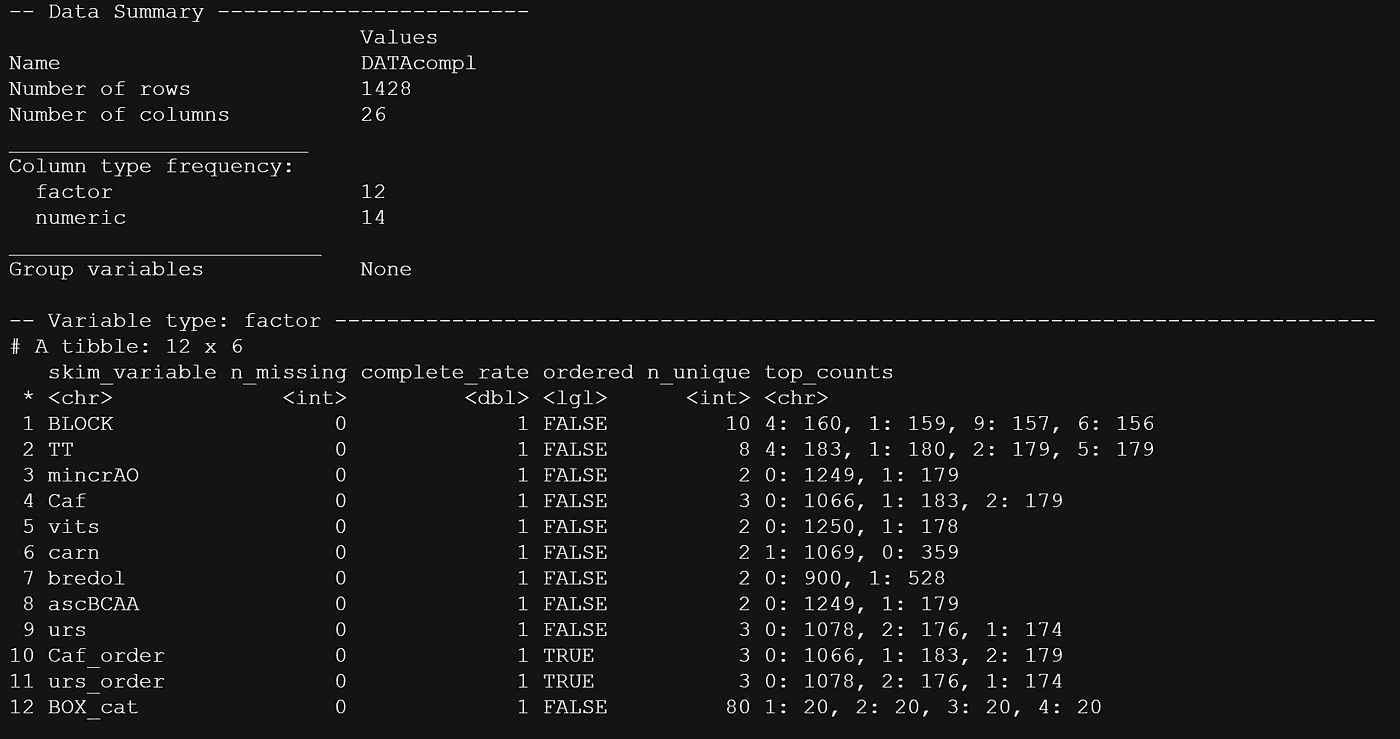 -- Data Summary ------------------------
                           Values
Name                       DATAcompl
Number of rows             1428
Number of columns          26
_______________________
Column type frequency:
  factor                   12
  numeric                  14
________________________
Group variables            None
-- Variable type: factor --------------------------------------------------------------------------------
# A tibble: 12 x 6
   skim_variable n_missing complete_rate ordered n_unique top_counts
 * <chr>             <int>         <dbl> <lgl>      <int> <chr>
 1 BLOCK                 0             1 FALSE         10 4: 160, 1: 159, 9: 157, 6: 156
 2 TT                    0             1 FALSE          8 4: 183, 1: 180, 2: 179, 5: 179
 3 mincrAO               0             1 FALSE          2 0: 1249, 1: 179
 4 Caf                   0             1 FALSE          3 0: 1066, 1: 183, 2: 179
 5 vits                  0             1 FALSE          2 0: 1250, 1: 178
 6 carn                  0             1 FALSE          2 1: 1069, 0: 359
 7 bredol                0             1 FALSE          2 0: 900, 1: 528
 8 ascBCAA               0             1 FALSE          2 0: 1249, 1: 179
 9 urs                   0             1 FALSE          3 0: 1078, 2: 176, 1: 174
10 Caf_order             0             1 TRUE           3 0: 1066, 1: 183, 2: 179
11 urs_order             0             1 TRUE           3 0: 1078, 2: 176, 1: 174
12 BOX_cat               0             1 FALSE         80 1: 20, 2: 20, 3: 20, 4: 20